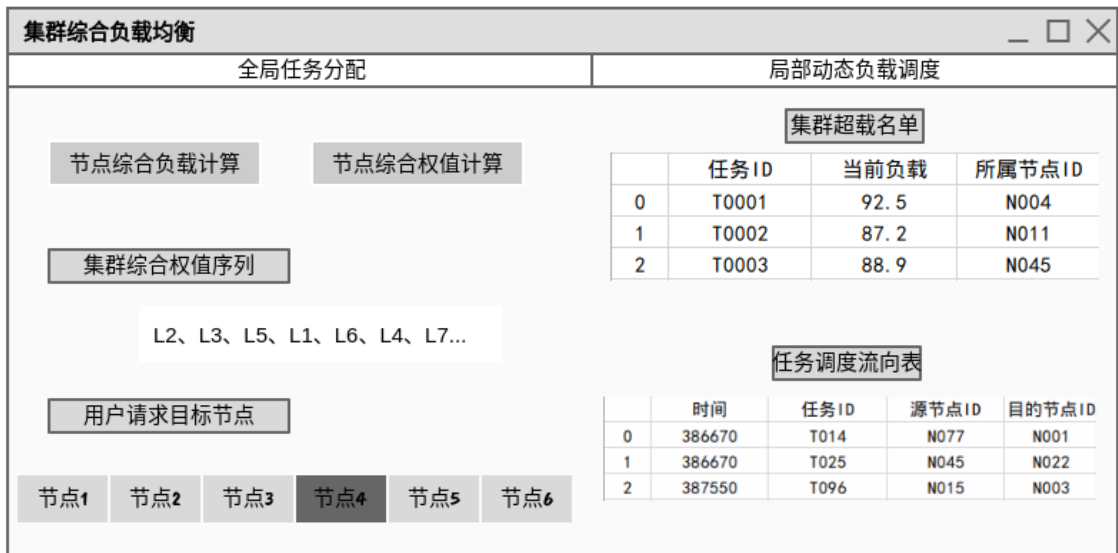 集群综合负载均衡
全局任务分配
节点综合负载计算 节点综合权值计算
集群综合权值序列
L2、L3、L5、L1、L6、L4、L7...
用户请求目标节点
节点1 节点2 节点3 节点4 节点5 节点6
局部动态负载调度
集群超载名单
任务ID 当前负载 所属节点ID
0 T0001 92.5 N004
1 T0002 87.2 N011
2 T0003 88.9 N045
任务调度流向表
时间 任务ID 源节点ID 目的节点ID
0 386670 T014 N077 N001
1 386670 T025 N045 N022
2 387550 T096 N015 N003